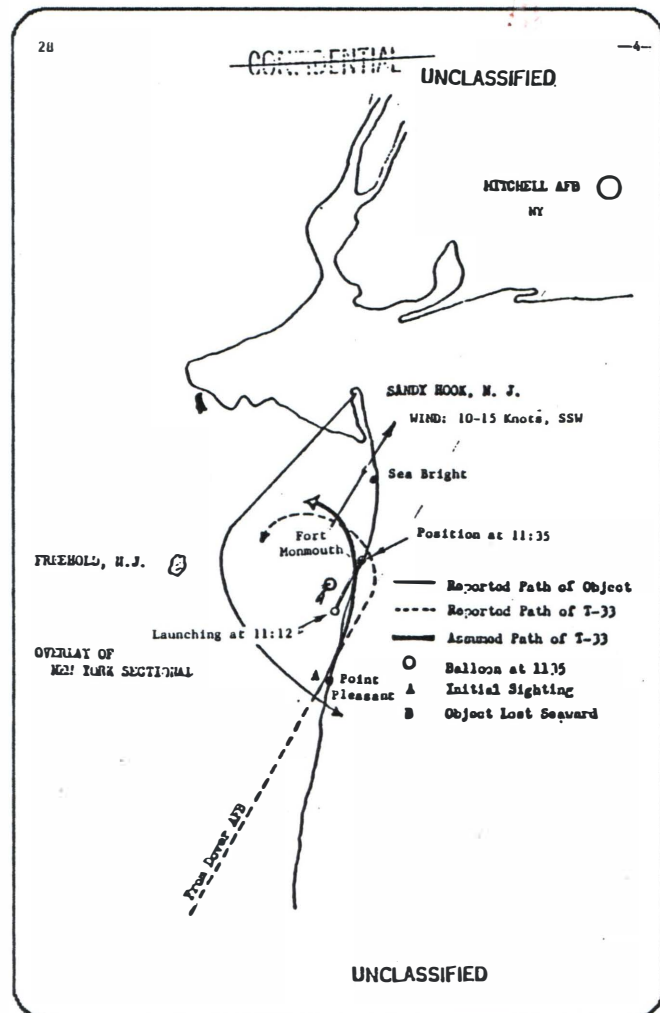 28
—4—
CONFIDENTIAL
UNCLASSIFIED
MITCHELL AFB
NY
SANDY HOOK, N. J.
WIND: 10-15 Knots, SSW
Sea Bright
Fort
Monmouth
Position at 11:35
FREEHOLD, N.J.
Reported Path of Object
Reported Path of T-33
Assumed Path of T-33
Launching at 11:12
OVERLAY OF
NEW YORK SECTIONAL
Balloon at 1135
Point
Pleasant
Initial Sighting
B Object Lost Seaward
From Dover AFB
UNCLASSIFIED